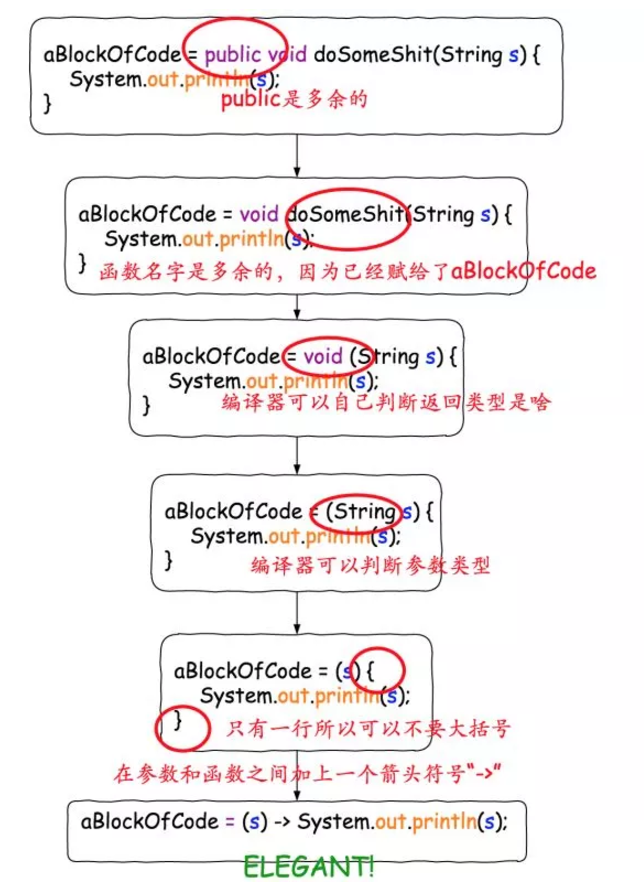 aBlockOfCode = public void doSomeShit(String s) {
System.out.println(s);
}
public是多余的
aBlockOfCode = void doSomeShit(String s) {
System.out.println(s);
}
函数名字是多余的，因为已经赋给了aBlockOfCode
aBlockOfCode = void (String s) {
System.out.println(s);
}
编译器可以自己判断返回类型是啥
aBlockOfCode = (String s) {
System.out.println(s);
}
编译器可以判断参数类型
aBlockOfCode = (s) {
System.out.println(s);
}
只有一行所以可以不要大括号
在参数和函数之间加上一个箭头符号“->”
aBlockOfCode = (s) -> System.out.println(s);
ELEGANT!